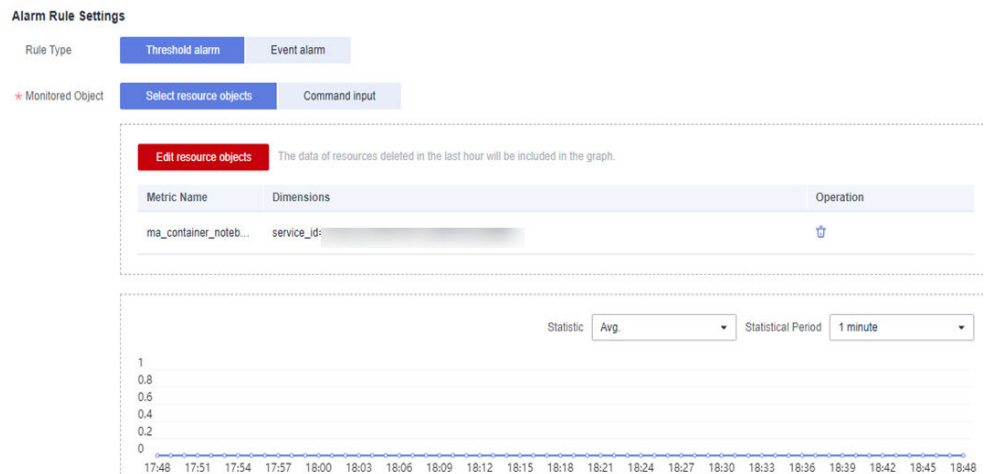 Alarm Rule Settings
Rule Type Threshold alarm Event alarm
* Monitored Object Select resource objects Command input
Edit resource objects The data of resources deleted in the last hour will be included in the graph.
Metric Name Dimensions Operation
ma_container_noteb... service_id=
Statistic Avg. Statistical Period 1 minute
1
0.8
0.6
0.4
0.2
0
17:48 17:51 17:54 17:57 18:00 18:03 18:06 18:09 18:12 18:15 18:18 18:21 18:24 18:27 18:30 18:33 18:36 18:39 18:42 18:45 18:48